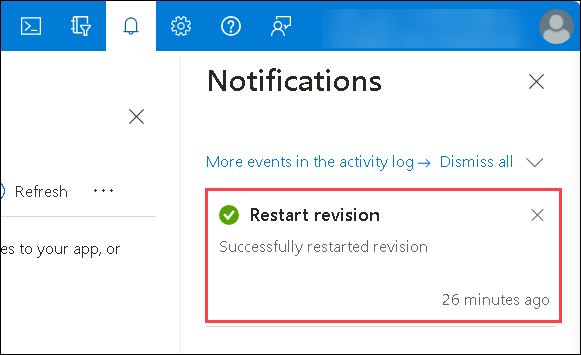 Notifications
More events in the activity log → Dismiss all
Refresh ...
Restart revision
Successfully restarted revision
es to your app, or
26 minutes ago